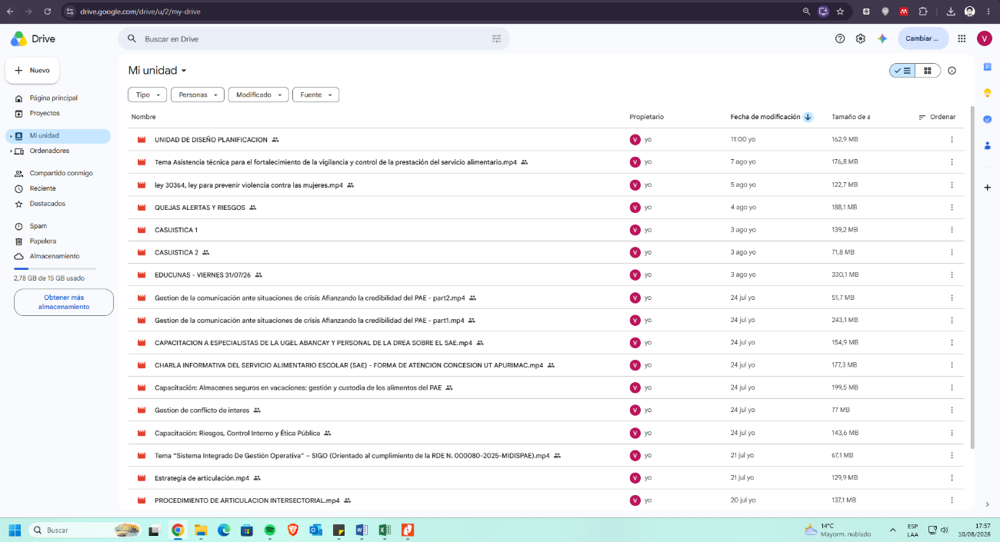 drive.google.com/drive/u/2/my-drive
Drive
Buscar en Drive
Cambiar ...
V
Nuevo
Mi unidad
Tipo Personas Modificado Fuente
Página principal
Proyectos
Mi unidad
Ordenadores
Compartido conmigo
Reciente
Destacados
Spam
Papelera
Almacenamiento
2,78 GB de 15 GB usado
Obtener más
almacenamiento
Nombre Propietario Fecha de modificación Tamaño de a Ordenar
UNIDAD DE DISEÑO PLANIFICACION V yo 11:00 yo 162,9 MB
Tema Asistencia técnica para el fortalecimiento de la vigilancia y control de la prestación del servicio alimentario.mp4 V yo 7 ago yo 176,8 MB
ley 30364, ley para prevenir violencia contra las mujeres.mp4 V yo 5 ago yo 122,7 MB
QUEJAS ALERTAS Y RIESGOS V yo 4 ago yo 188,1 MB
CASUISTICA 1 V yo 3 ago yo 139,2 MB
CASUISTICA 2 V yo 3 ago yo 71,8 MB
EDUCUNAS - VIERNES 31/07/26 V yo 3 ago yo 330,1 MB
Gestion de la comunicación ante situaciones de crisis Afianzando la credibilidad del PAE - part2.mp4 V yo 24 jul yo 51,7 MB
Gestion de la comunicación ante situaciones de crisis Afianzando la credibilidad del PAE - part1.mp4 V yo 24 jul yo 243,1 MB
CAPACITACION A ESPECIALISTAS DE LA UGEL ABANCAY Y PERSONAL DE LA DREA SOBRE EL SAE.mp4 V yo 24 jul yo 154,9 MB
CHARLA INFORMATIVA DEL SERVICIO ALIMENTARIO ESCOLAR (SAE) - FORMA DE ATENCION CONCESION UT APURIMAC.mp4 V yo 24 jul yo 177,3 MB
Capacitación: Almacenes seguros en vacaciones: gestión y custodia de los alimentos del PAE V yo 24 jul yo 199,5 MB
Gestion de conflicto de interes V yo 24 jul yo 77 MB
Capacitación: Riesgos, Control Interno y Ética Pública V yo 24 jul yo 143,6 MB
Tema “Sistema Integrado De Gestión Operativa” – SIGO (Orientado al cumplimiento de la RDE N. 000080-2025-MIDISPAE).mp4 V yo 21 jul yo 67,1 MB
Estrategia de articulación.mp4 V yo 21 jul yo 129,9 MB
PROCEDIMIENTO DE ARTICULACION INTERSECTORIAL.mp4 V yo 20 jul yo 137,1 MB
31
Buscar
14°C
Mayorm. nublado
ESP
LAA
17:57
10/08/2026